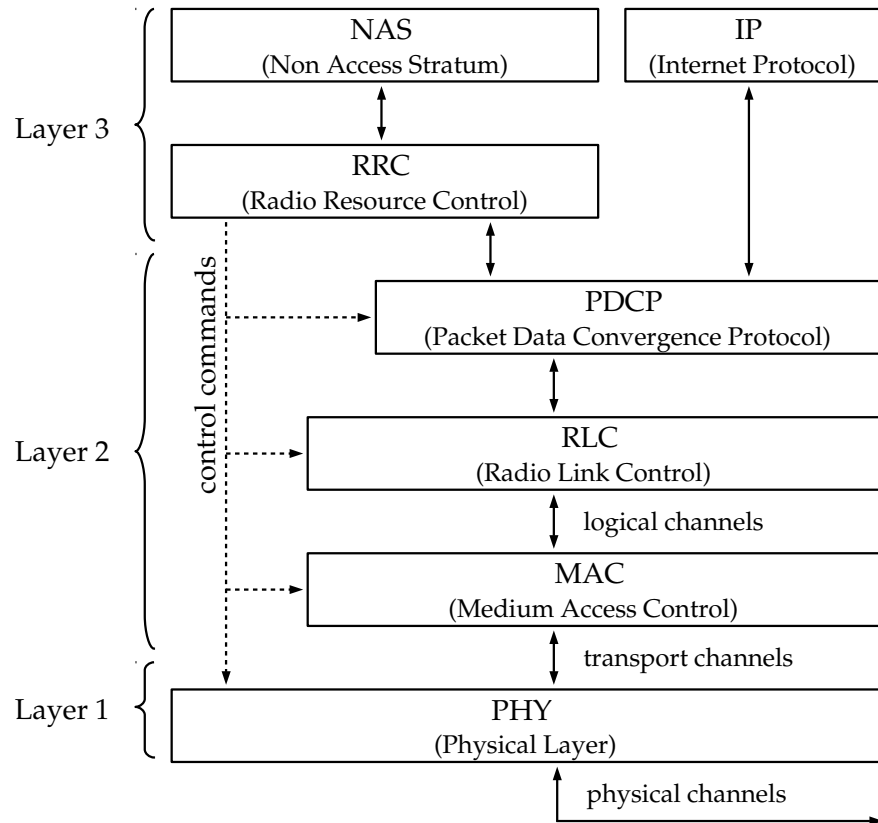 NAS
(Non Access Stratum)
IP
(Internet Protocol)
Layer 3
RRC
(Radio Resource Control)
control commands
PDCP
(Packet Data Convergence Protocol)
Layer 2
RLC
(Radio Link Control)
logical channels
MAC
(Medium Access Control)
transport channels
Layer 1
PHY
(Physical Layer)
physical channels